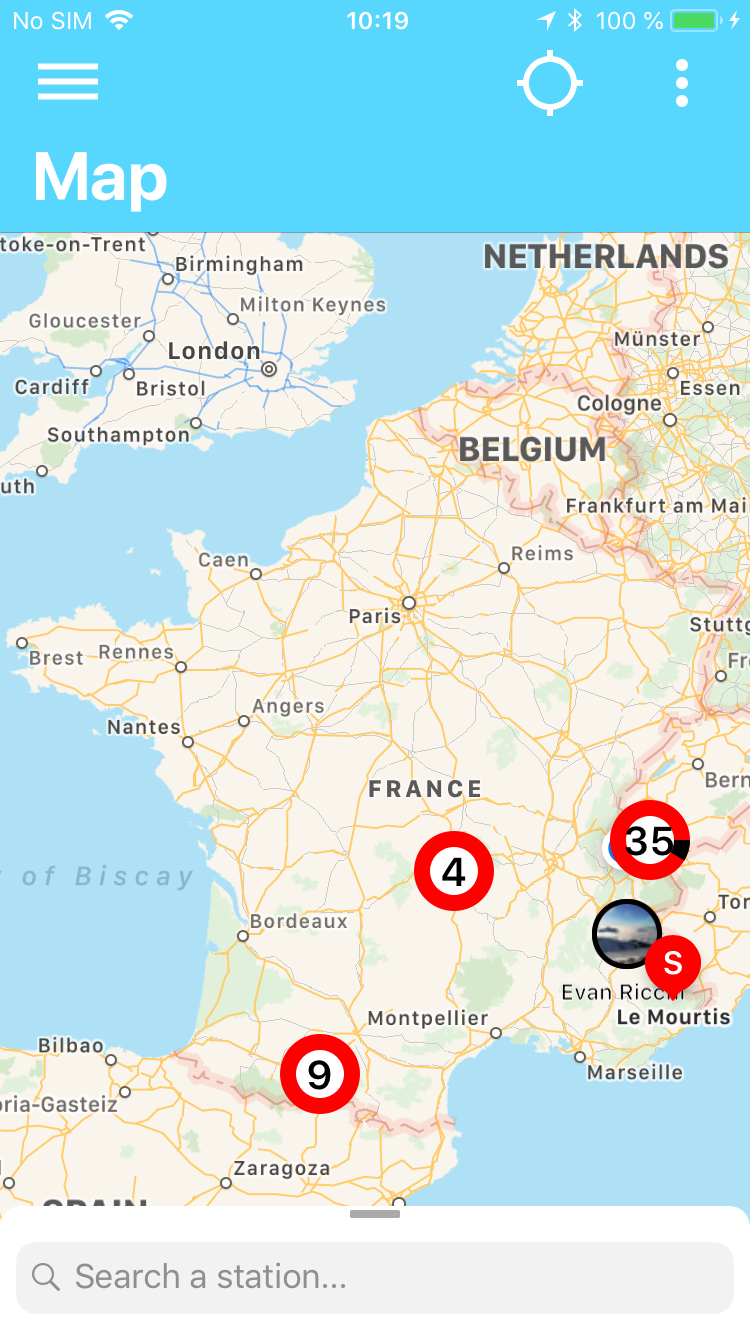 No SIM 10:19 100 %
Map
toke-on-Trent
NETHERLANDS
Birmingham
Milton Keynes
Gloucester
Münster
London
Cardiff
Bristol
Essen
Cologne
Southampton
BELGIUM
uth
Frankfurt am Mai
Caen
Reims
Paris
Stuttg
Brest
Rennes
Fr
Angers
Nantes
Bern
FRANCE
35
4
of Biscay
Tor
Bordeaux
S
Evan Ricc
Montpellier
Le Mourtis
Bilbao
9
Marseille
oria-Gasteiz
Zaragoza
SPAIN
Search a station...